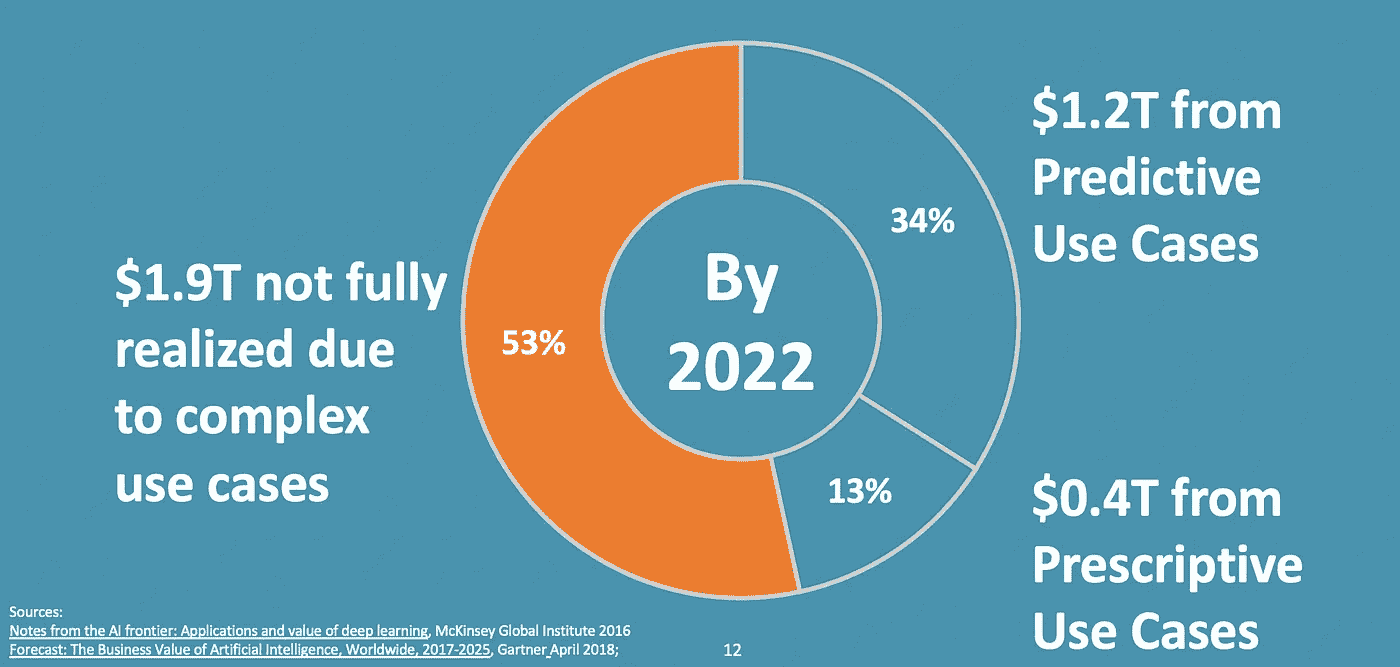 $1.2T from
Predictive
Use Cases
34%
By
2022
$1.9T not fully
realized due
to complex
use cases
53%
13%
$0.4T from
Prescriptive
Use Cases
Sources:
Notes from the AI frontier: Applications and value of deep learning, McKinsey Global Institute 2016
Forecast: The Business Value of Artificial Intelligence, Worldwide, 2017-2025, Gartner April 2018;
12